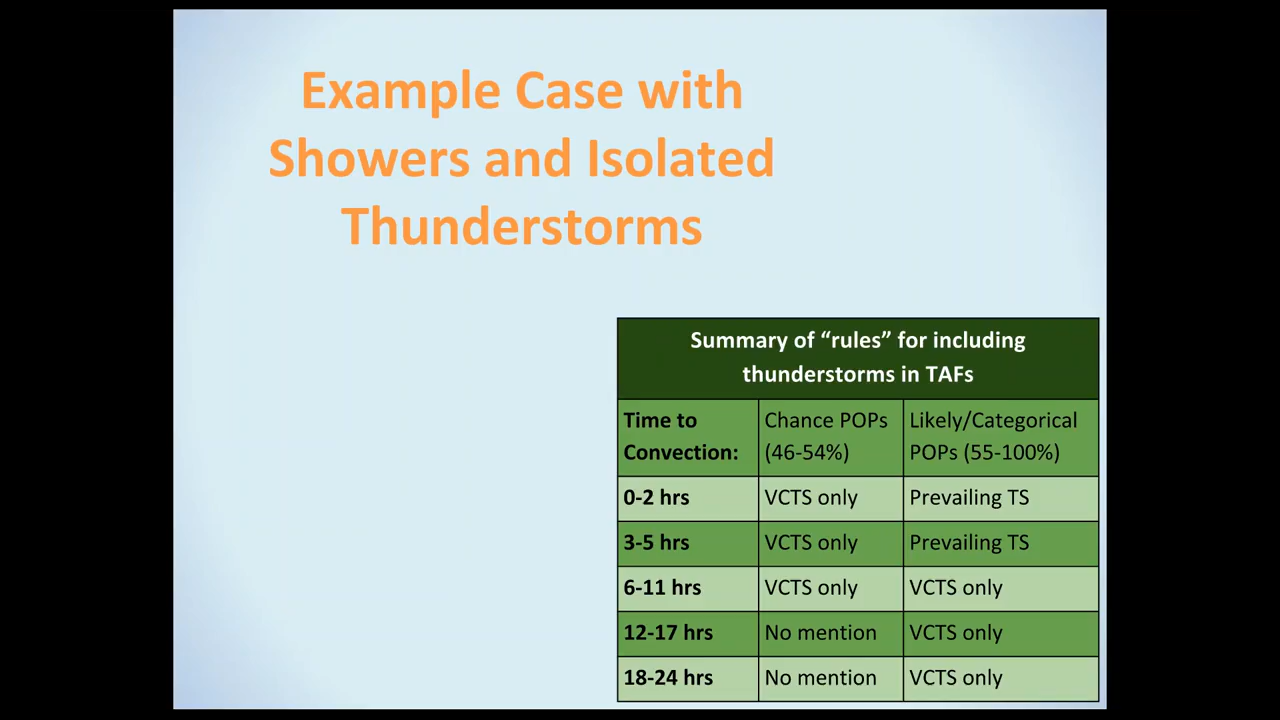 Example Case with
Showers and Isolated
Thunderstorms
Summary of “rules” for including
thunderstorms in TAFs
Time to Convection: Chance POPs (46-54%) Likely/Categorical POPs (55-100%)
0-2 hrs VCTS only Prevailing TS
3-5 hrs VCTS only Prevailing TS
6-11 hrs VCTS only VCTS only
12-17 hrs No mention VCTS only
18-24 hrs No mention VCTS only